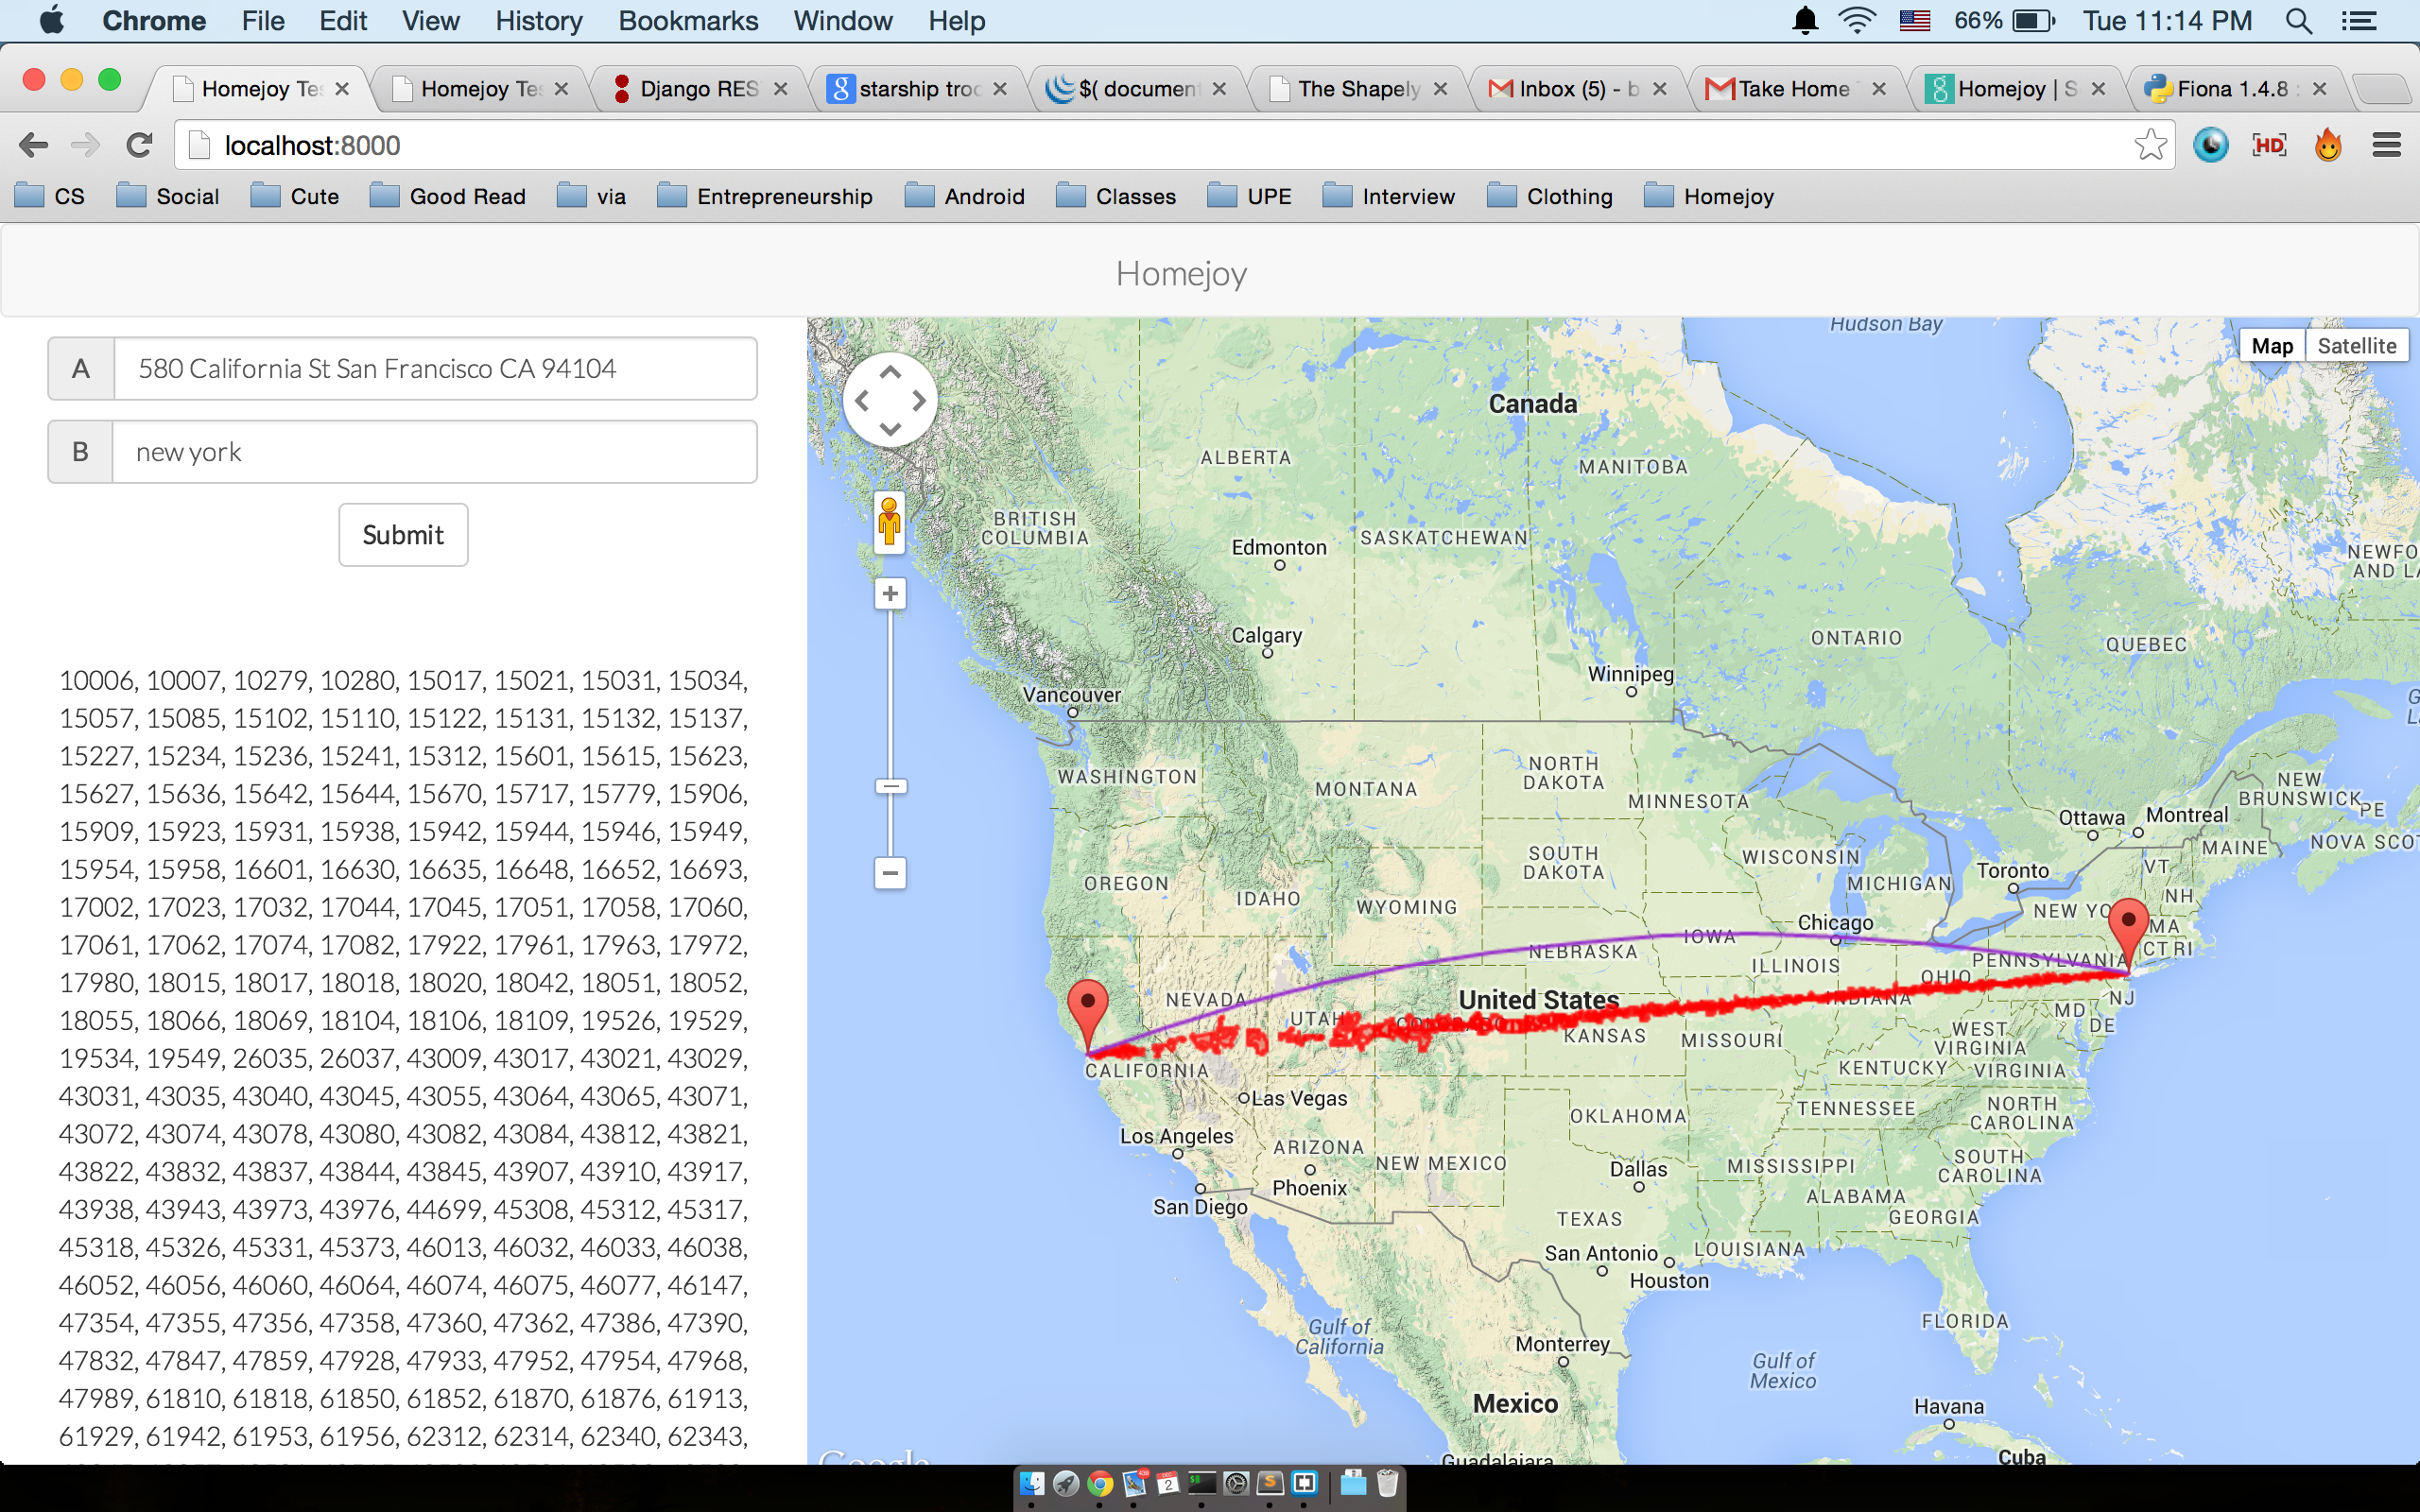 Chrome File Edit View History Bookmarks Window Help 66% Tue 11:14 PM
Homejoy Te Homejoy Te Django RES starship troo $( documen The Shapely Inbox (5) - b Take Home Homejoy | S Fiona 1.4.8 :
localhost:8000 HD
CS Social Cute Good Read via Entrepreneurship Android Classes UPE Interview Clothing Homejoy
Homejoy
A 580 California St San Francisco CA 94104
B new york
Submit
10006, 10007, 10279, 10280, 15017, 15021, 15031, 15034,
15057, 15085, 15102, 15110, 15122, 15131, 15132, 15137,
15227, 15234, 15236, 15241, 15312, 15601, 15615, 15623,
15627, 15636, 15642, 15644, 15670, 15717, 15779, 15906,
15909, 15923, 15931, 15938, 15942, 15944, 15946, 15949,
15954, 15958, 16601, 16630, 16635, 16648, 16652, 16693,
17002, 17023, 17032, 17044, 17045, 17051, 17058, 17060,
17061, 17062, 17074, 17082, 17922, 17961, 17963, 17972,
17980, 18015, 18017, 18018, 18020, 18042, 18051, 18052,
18055, 18066, 18069, 18104, 18106, 18109, 19526, 19529,
19534, 19549, 26035, 26037, 43009, 43017, 43021, 43029,
43031, 43035, 43040, 43045, 43055, 43064, 43065, 43071,
43072, 43074, 43078, 43080, 43082, 43084, 43812, 43821,
43822, 43832, 43837, 43844, 43845, 43907, 43910, 43917,
43938, 43943, 43973, 43976, 44699, 45308, 45312, 45317,
45318, 45326, 45331, 45373, 46013, 46032, 46033, 46038,
46052, 46056, 46060, 46064, 46074, 46075, 46077, 46147,
47354, 47355, 47356, 47358, 47360, 47362, 47386, 47390,
47832, 47847, 47859, 47928, 47933, 47952, 47954, 47968,
47989, 61810, 61818, 61850, 61852, 61870, 61876, 61913,
61929, 61942, 61953, 61956, 62312, 62314, 62340, 62343,
Hudson Bay
Map Satellite
Canada
ALBERTA
MANITOBA
BRITISH
COLUMBIA
SASKATCHEWAN
Edmonton
NEWFO
AND LA
Calgary
ONTARIO
QUEBEC
Winnipeg
Vancouver
WASHINGTON
MONTANA
NORTH
DAKOTA
MINNESOTA
NEW
BRUNSWICK
PE
Ottawa
Montreal
NOVA SCO
MAINE
OREGON
IDAHO
WYOMING
SOUTH
DAKOTA
WISCONSIN
MICHIGAN
Toronto
VT
NH
NEW YO
MA
CT RI
Chicago
IOWA
NEBRASKA
ILLINOIS
OHIO
PENNSYLVANIA
INDIANA
NJ
NEVADA
UTAH
United States
MD
DE
KANSAS
MISSOURI
WEST
VIRGINIA
KENTUCKY
VIRGINIA
CALIFORNIA
Las Vegas
OKLAHOMA
TENNESSEE
NORTH
CAROLINA
Los Angeles
ARIZONA
NEW MEXICO
Dallas
MISSISSIPPI
SOUTH
CAROLINA
Phoenix
San Diego
ALABAMA
GEORGIA
TEXAS
San Antonio
LOUISIANA
Houston
FLORIDA
Gulf of
California
Monterrey
Gulf of
Mexico
Mexico
Havana
Cuba
Guadalajara
Google